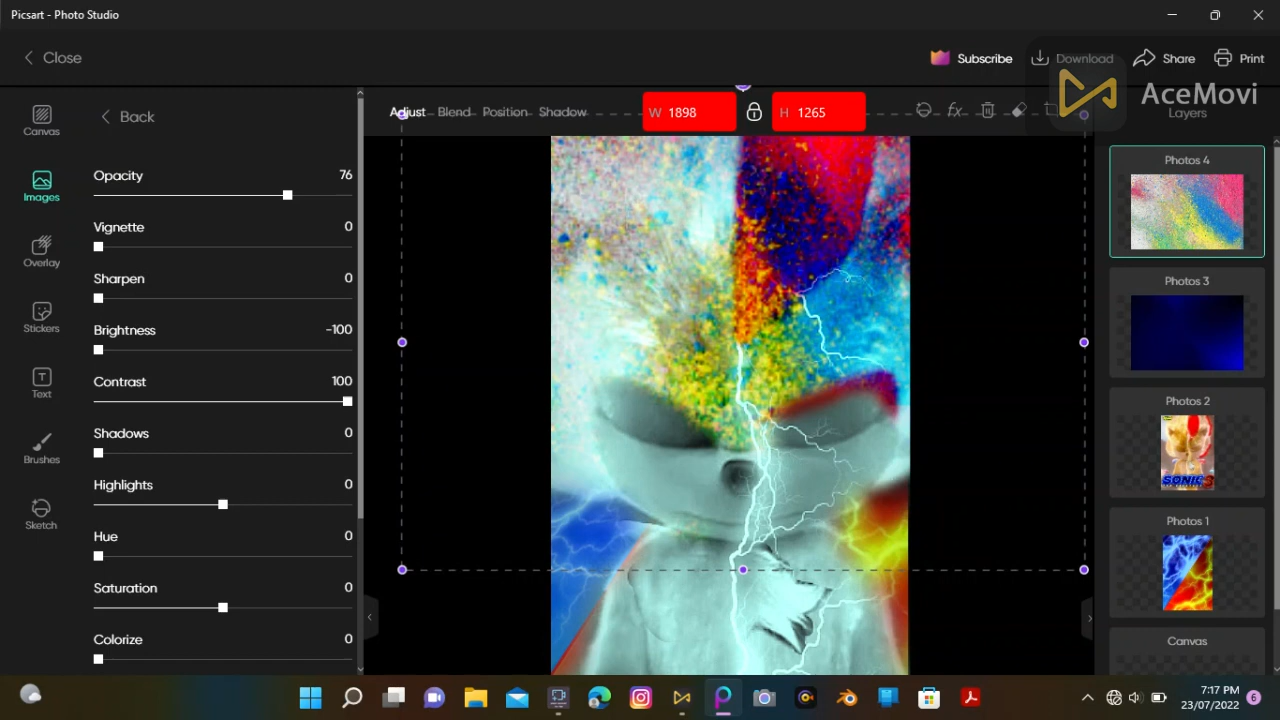 Picsart - Photo Studio
Close
Subscribe
Download
Share
Print
AceMovi
Canvas
Images
Overlay
Stickers
Text
Brushes
Sketch
Back
Opacity 76
Vignette 0
Sharpen 0
Brightness -100
Contrast 100
Shadows 0
Highlights 0
Hue 0
Saturation 0
Colorize 0
Adjust Blend Position Shadow
W 1898
H 1265
fx
Layers
Photos 4
Photos 3
Photos 2
SONIC 3
Photos 1
Canvas
7:17 PM
23/07/2022
6